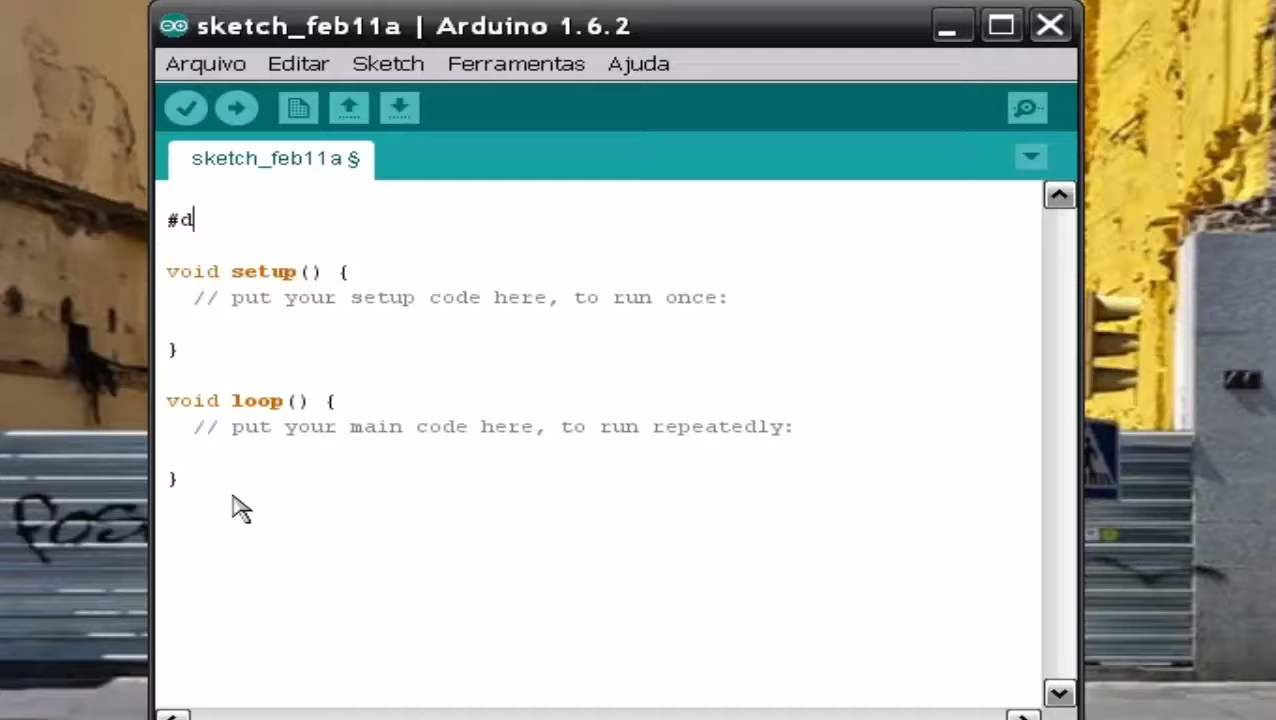 sketch_feb11a | Arduino 1.6.2
Arquivo Editar Sketch Ferramentas Ajuda
sketch_feb11a §
#d
void setup() {
// put your setup code here, to run once:
}
void loop() {
// put your main code here, to run repeatedly:
}
fos